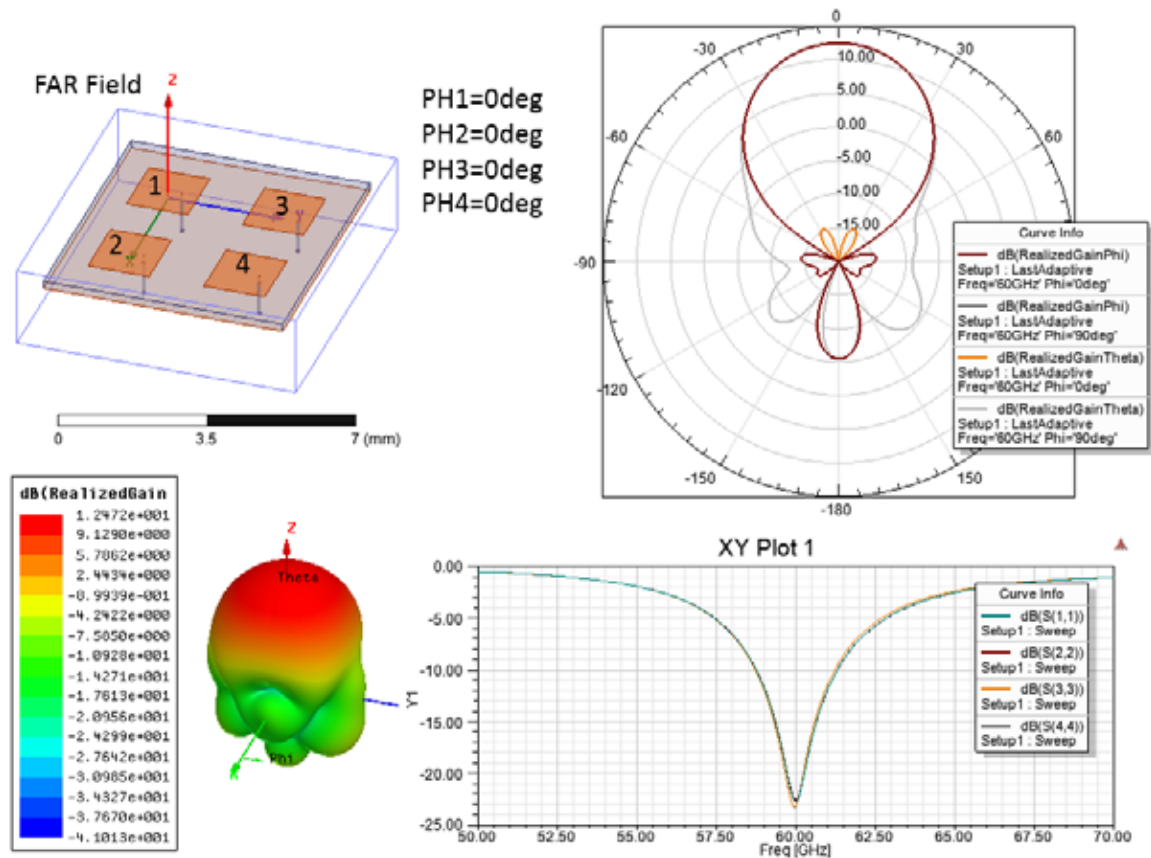 FAR Field
Z
1
2
3
4
0
3.5
7 (mm)
PH1=0deg
PH2=0deg
PH3=0deg
PH4=0deg
0
-30
30
-60
60
-90
-120
-150
150
-180
10.00
5.00
0.00
-5.00
-10.00
-15.00
Curve Info
dB(RealizedGainPhi)
Setup1 : LastAdaptive
Freq='60GHz' Phi='0deg'
dB(RealizedGainPhi)
Setup1 : LastAdaptive
Freq='60GHz' Phi='90deg'
dB(RealizedGainTheta)
Setup1 : LastAdaptive
Freq='60GHz' Phi='0deg'
dB(RealizedGainTheta)
Setup1 : LastAdaptive
Freq='60GHz' Phi='90deg'
dB(RealizedGain
1.2472e+001
9.1290e+000
5.7862e+000
2.4434e+000
-8.9939e-001
-4.2422e+000
-7.5850e+000
-1.0928e+001
-1.4271e+001
-1.7613e+001
-2.0956e+001
-2.4299e+001
-2.7642e+001
-3.0985e+001
-3.4327e+001
-3.7670e+001
-4.1013e+001
Z
Theta
Phi
XY Plot 1
Y1
0.00
-5.00
-10.00
-15.00
-20.00
-25.00
50.00
52.50
55.00
57.50
60.00
62.50
65.00
67.50
70.00
Freq [GHz]
Curve Info
dB(S(1,1))
Setup1 : Sweep
dB(S(2,2))
Setup1 : Sweep
dB(S(3,3))
Setup1 : Sweep
dB(S(4,4))
Setup1 : Sweep